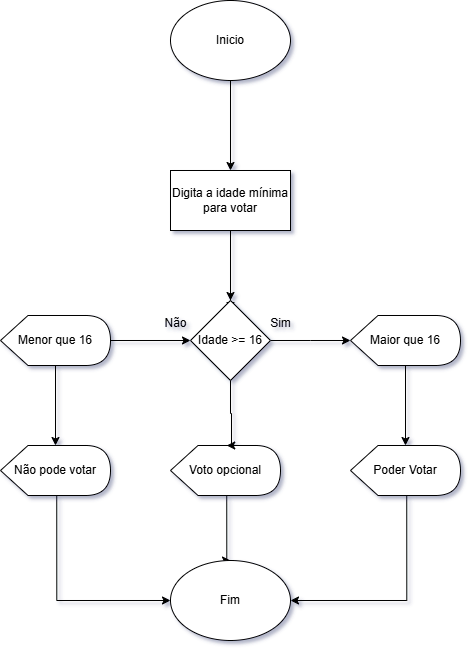 Inicio
Digita a idade mínima
para votar
Não
Sim
Menor que 16
Idade >= 16
Maior que 16
Não pode votar
Voto opcional
Poder Votar
Fim